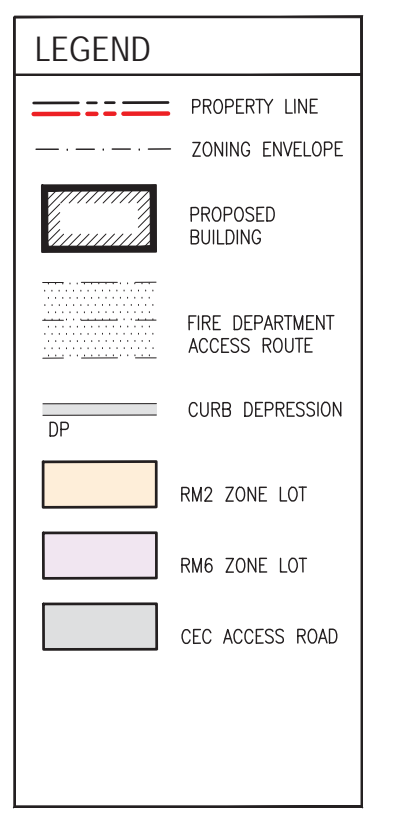 LEGEND
PROPERTY LINE
ZONING ENVELOPE
PROPOSED
BUILDING
FIRE DEPARTMENT
ACCESS ROUTE
CURB DEPRESSION
DP
RM2 ZONE LOT
RM6 ZONE LOT
CEC ACCESS ROAD